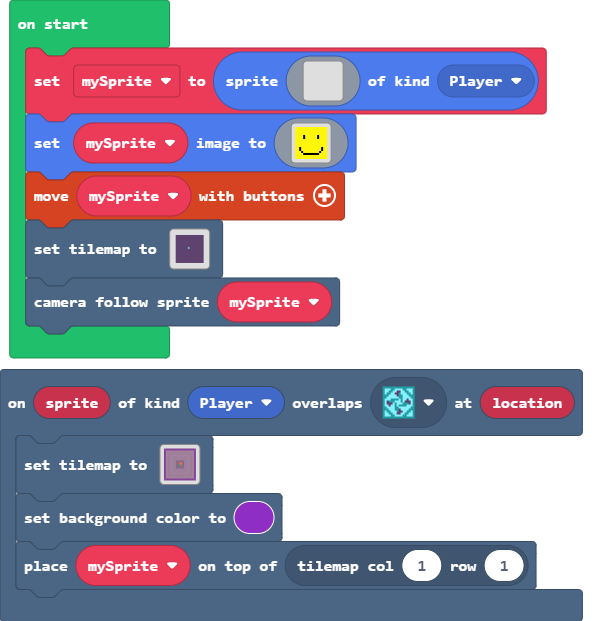 on start
set mySprite to sprite of kind Player
set mySprite image to
move mySprite with buttons
set tilemap to
camera follow sprite mySprite
on sprite of kind Player overlaps at location
set tilemap to
set background color to
place mySprite on top of tilemap col 1 row 1